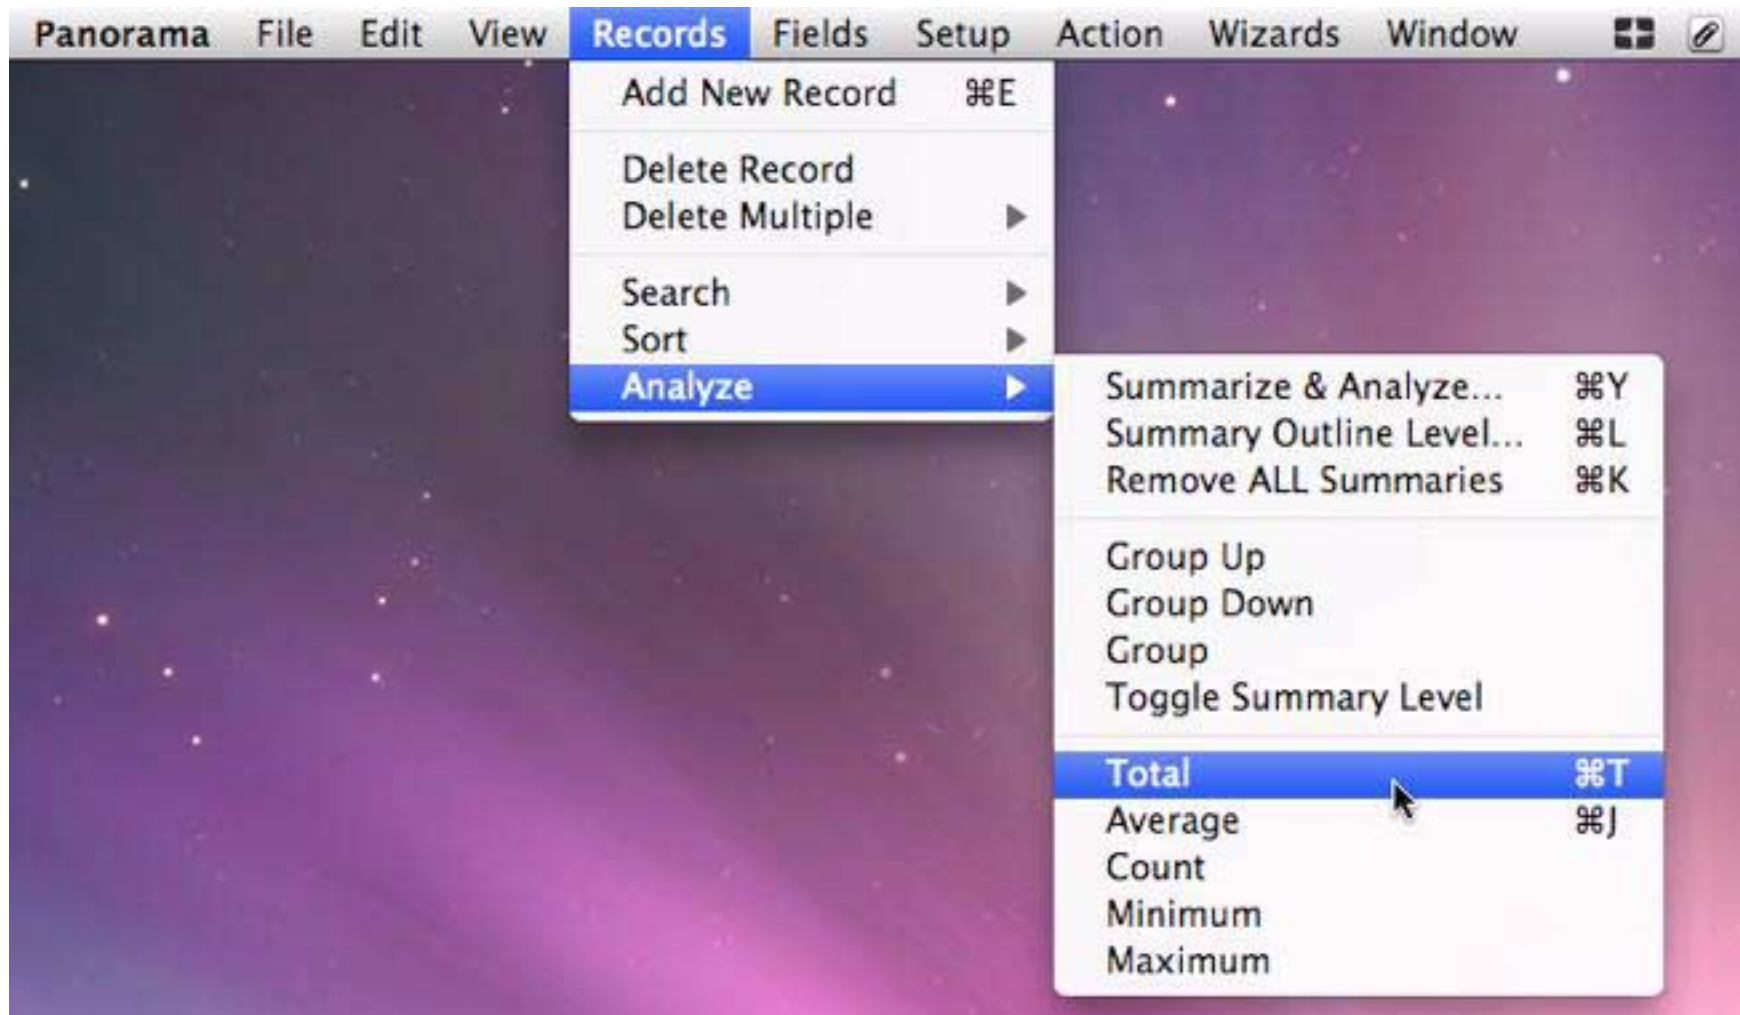 Panorama File Edit View Records Fields Setup Action Wizards Window
Add New Record ⌘E
Delete Record
Delete Multiple
Search
Sort
Analyze
Summarize & Analyze... ⌘Y
Summary Outline Level... ⌘L
Remove ALL Summaries ⌘K
Group Up
Group Down
Group
Toggle Summary Level
Total ⌘T
Average ⌘J
Count
Minimum
Maximum